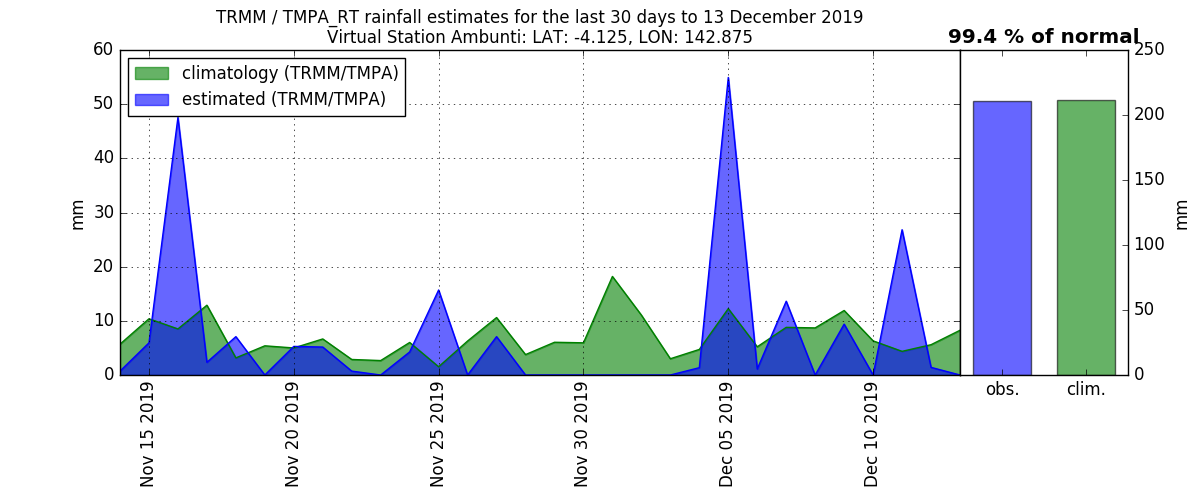 TRMM / TMPA_RT rainfall estimates for the last 30 days to 13 December 2019
Virtual Station Ambunti: LAT: -4.125, LON: 142.875
99.4 % of normal
climatology (TRMM/TMPA)
estimated (TRMM/TMPA)
60
50
40
30
20
10
0
mm
Nov 15 2019
Nov 20 2019
Nov 25 2019
Nov 30 2019
Dec 05 2019
Dec 10 2019
obs.
clim.
250
200
150
100
50
0
mm